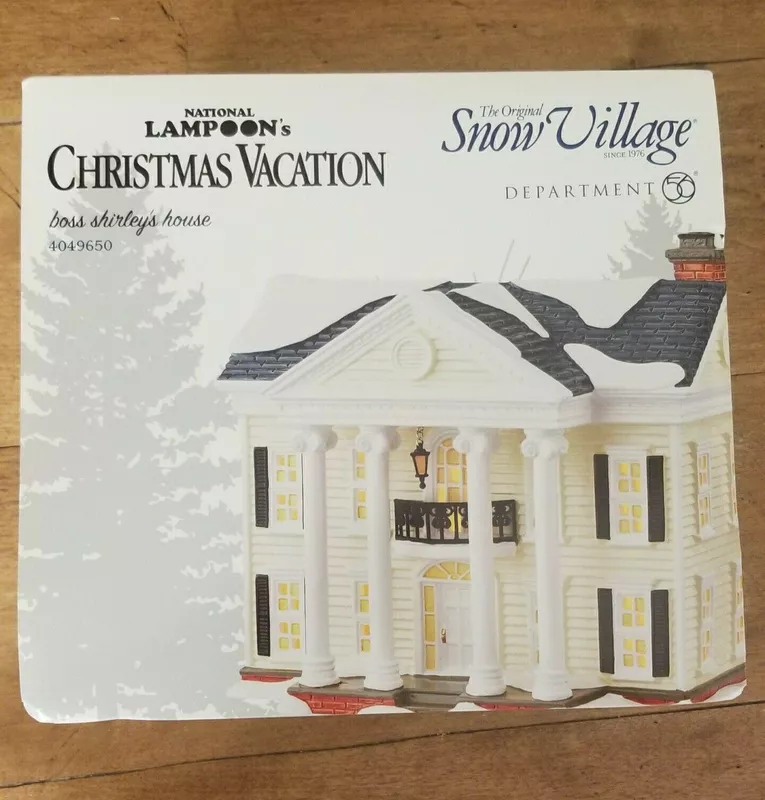 NATIONAL
LAMPOON's
CHRISTMAS VACATION
boss shirley's house
4049650
The Original
Snow Village®
SINCE 1976
DEPARTMENT 56®